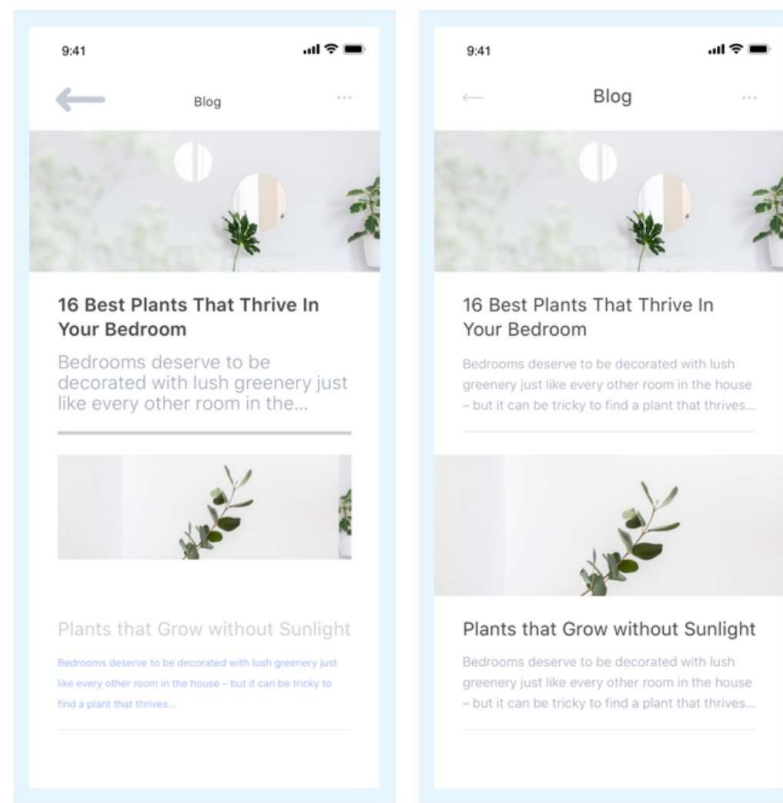 9:41
Blog
...
16 Best Plants That Thrive In
Your Bedroom
Bedrooms deserve to be
decorated with lush greenery just
like every other room in the...
Plants that Grow without Sunlight
Bedrooms deserve to be decorated with lush greenery just
like every other room in the house – but it can be tricky to
find a plant that thrives...
9:41
Blog
...
16 Best Plants That Thrive In
Your Bedroom
Bedrooms deserve to be decorated with lush
greenery just like every other room in the house
– but it can be tricky to find a plant that thrives...
Plants that Grow without Sunlight
Bedrooms deserve to be decorated with lush
greenery just like every other room in the house
– but it can be tricky to find a plant that thrives...